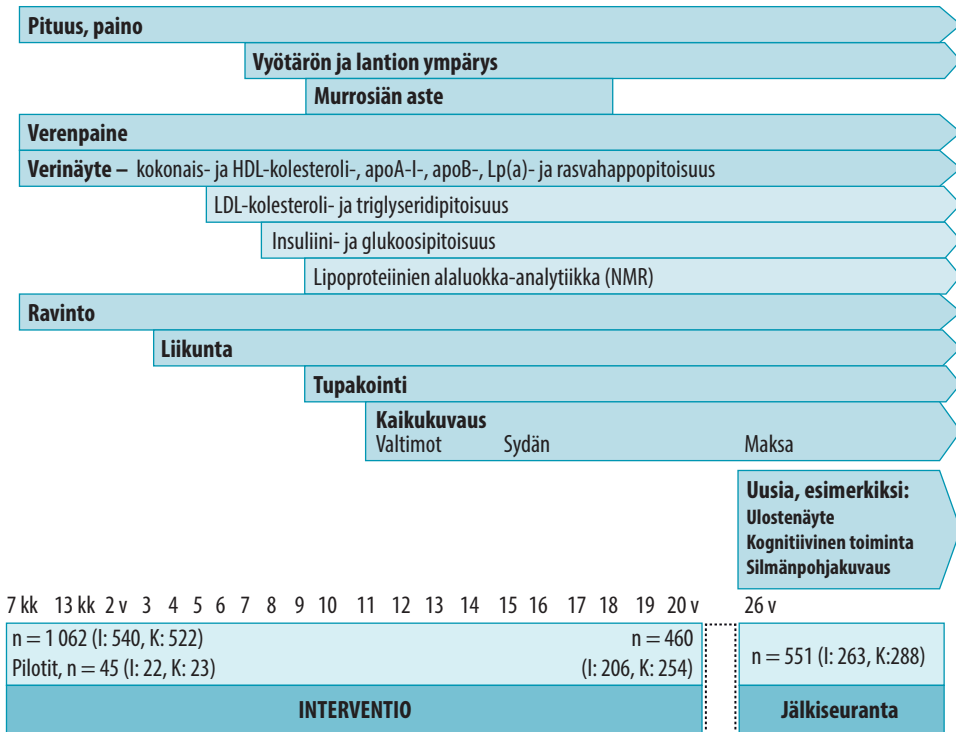 Pituus, paino
Vyötärön ja lantion ympärys
Murrosiän aste
Verenpaine
Verinäyte – kokonais- ja HDL-kolesteroli-, apoA-I-, apoB-, Lp(a)- ja rasvahappopitoisuus
LDL-kolesteroli- ja triglyseridipitoisuus
Insuliini- ja glukoosipitoisuus
Lipoproteiinien alaluokka-analytiikka (NMR)
Ravinto
Liikunta
Tupakointi
Kaikukuvaus
Valtimot Sydän Maksa
Uusia, esimerkiksi:
Ulostenäyte
Kognitiivinen toiminta
Silmänpohjakuvaus
7 kk 13 kk 2 v 3 4 5 6 7 8 9 10 11 12 13 14 15 16 17 18 19 20 v 26 v
n = 1 062 (I: 540, K: 522) n = 460
Pilotit, n = 45 (I: 22, K: 23) (I: 206, K: 254)
n = 551 (I: 263, K:288)
INTERVENTIO Jälkiseuranta